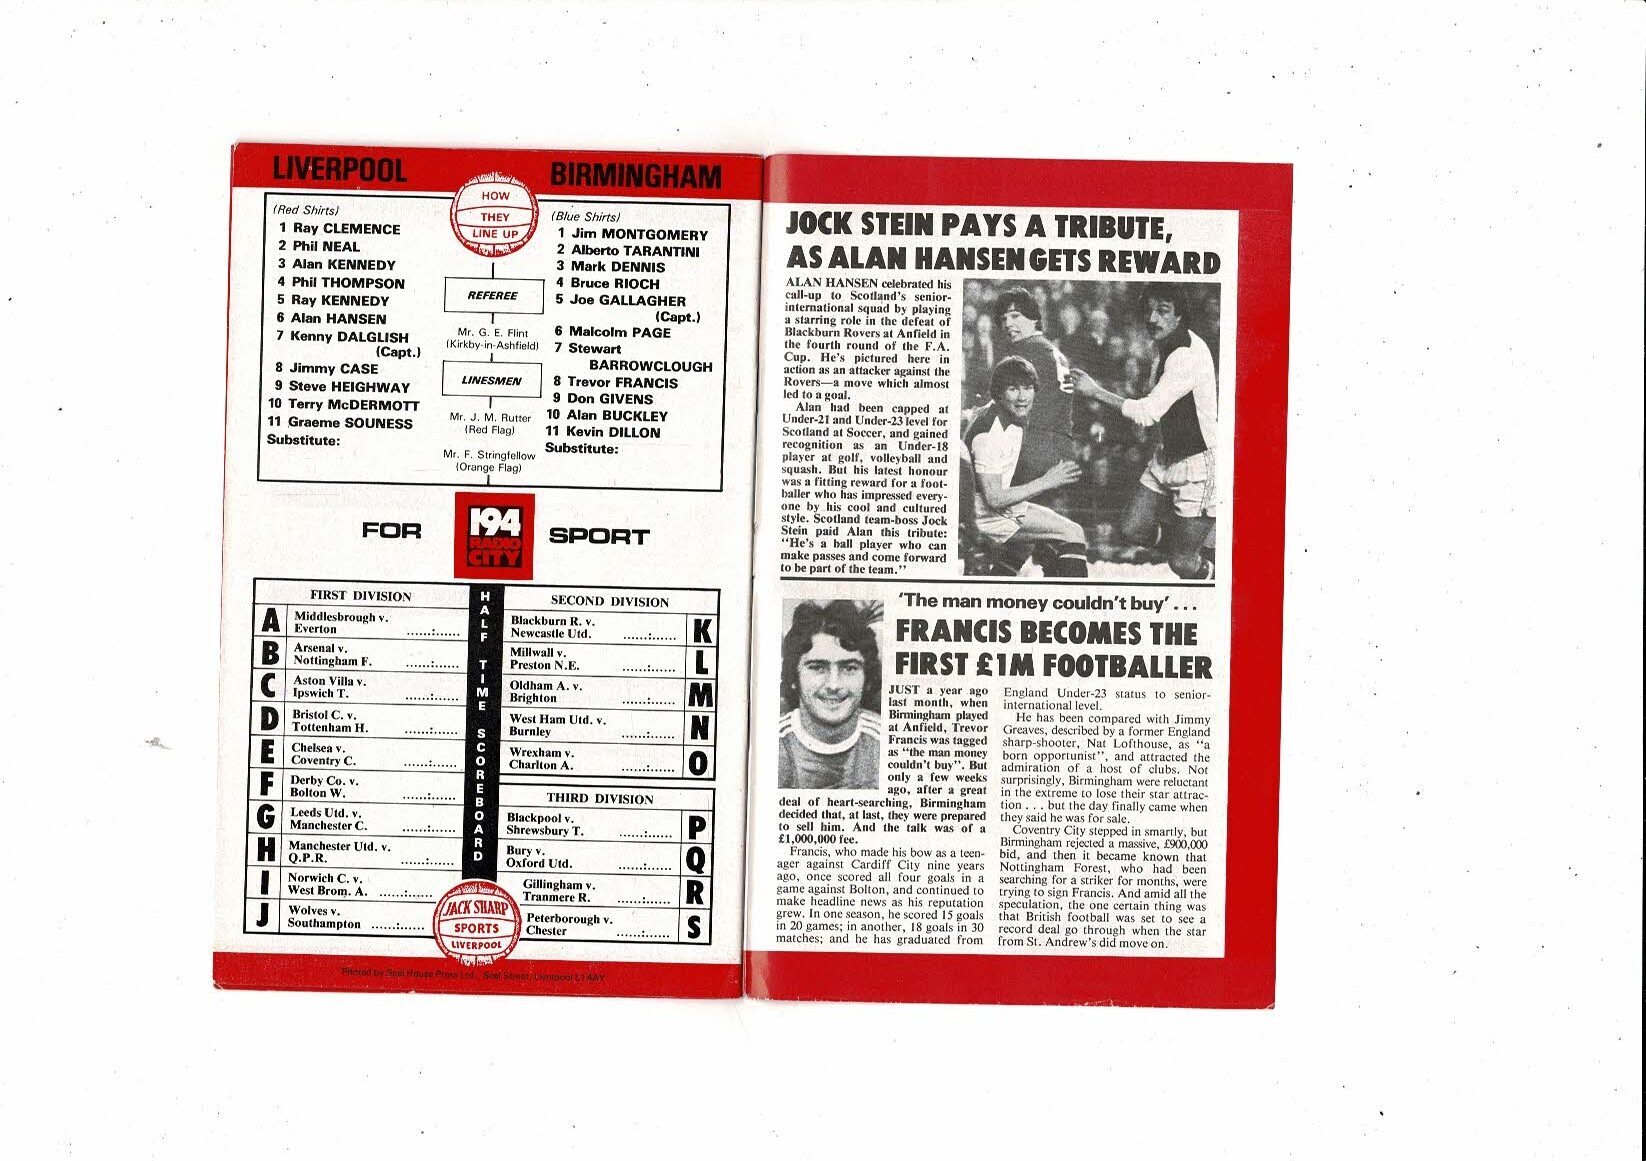 LIVERPOOL
BIRMINGHAM
HOW
THEY
LINE UP
(Red Shirts)
1 Ray CLEMENCE
2 Phil NEAL
3 Alan KENNEDY
4 Phil THOMPSON
5 Ray KENNEDY
6 Alan HANSEN
7 Kenny DALGLISH
(Capt.)
8 Jimmy CASE
9 Steve HEIGHWAY
10 Terry McDERMOTT
11 Graeme SOUNESS
Substitute:
REFEREE
Mr. G. E. Flint
(Kirkby-in-Ashfield)
LINESMEN
Mr. J. M. Rutter
(Red Flag)
Mr. F. Stringfellow
(Orange Flag)
(Blue Shirts)
1 Jim MONTGOMERY
2 Alberto TARANTINI
3 Mark DENNIS
4 Bruce RIOCH
5 Joe GALLAGHER
(Capt.)
6 Malcolm PAGE
7 Stewart
BARROWCLOUGH
8 Trevor FRANCIS
9 Don GIVENS
10 Alan BUCKLEY
11 Kevin DILLON
Substitute:
FOR
194
RADIO
CITY
SPORT
HALF TIME SCOREBOARD
FIRST DIVISION
A Middlesbrough v.
Everton ......:......
B Arsenal v.
Nottingham F. ......:......
C Aston Villa v.
Ipswich T. ......:......
D Bristol C. v.
Tottenham H. ......:......
E Chelsea v.
Coventry C. ......:......
F Derby Co. v.
Bolton W. ......:......
G Leeds Utd. v.
Manchester C. ......:......
H Manchester Utd. v.
Q.P.R. ......:......
I Norwich C. v.
West Brom. A. ......:......
J Wolves v.
Southampton ......:......
SECOND DIVISION
Blackburn R. v. K
Newcastle Utd. ......:......
Millwall v. L
Preston N.E. ......:......
Oldham A. v. M
Brighton ......:......
West Ham Utd. v. N
Burnley ......:......
Wrexham v. O
Charlton A. ......:......
THIRD DIVISION
Blackpool v. P
Shrewsbury T. ......:......
Bury v. Q
Oxford Utd. ......:......
Gillingham v. R
Tranmere R. ......:......
Peterborough v. S
Chester ......:......
JACK SHARP
SPORTS
LIVERPOOL
Printed by Seel House Press Ltd., Seel Street, Liverpool L1 4AY
JOCK STEIN PAYS A TRIBUTE,
AS ALAN HANSEN GETS REWARD
ALAN HANSEN celebrated his
call-up to Scotland's senior-
international squad by playing
a starring role in the defeat of
Blackburn Rovers at Anfield in
the fourth round of the F.A.
Cup. He's pictured here in
action as an attacker against the
Rovers—a move which almost
led to a goal.
Alan had been capped at
Under-21 and Under-23 level for
Scotland at Soccer, and gained
recognition as an Under-18
player at golf, volleyball and
squash. But his latest honour
was a fitting reward for a foot-
baller who has impressed every-
one by his cool and cultured
style. Scotland team-boss Jock
Stein paid Alan this tribute:
"He's a ball player who can
make passes and come forward
to be part of the team."
'The man money couldn't buy' . . .
FRANCIS BECOMES THE
FIRST £1M FOOTBALLER
JUST a year ago
last month, when
Birmingham played
at Anfield, Trevor
Francis was tagged
as "the man money
couldn't buy". But
only a few weeks
ago, after a great
deal of heart-searching, Birmingham
decided that, at last, they were prepared
to sell him. And the talk was of a
£1,000,000 fee.
Francis, who made his bow as a teen-
ager against Cardiff City nine years
ago, once scored all four goals in a
game against Bolton, and continued to
make headline news as his reputation
grew. In one season, he scored 15 goals
in 20 games; in another, 18 goals in 30
matches; and he has graduated from
England Under-23 status to senior-
international level.
He has been compared with Jimmy
Greaves, described by a former England
sharp-shooter, Nat Lofthouse, as "a
born opportunist", and attracted the
admiration of a host of clubs. Not
surprisingly, Birmingham were reluctant
in the extreme to lose their star attrac-
tion . . . but the day finally came when
they said he was for sale.
Coventry City stepped in smartly, but
Birmingham rejected a massive, £900,000
bid, and then it became known that
Nottingham Forest, who had been
searching for a striker for months, were
trying to sign Francis. And amid all the
speculation, the one certain thing was
that British football was set to see a
record deal go through when the star
from St. Andrew's did move on.